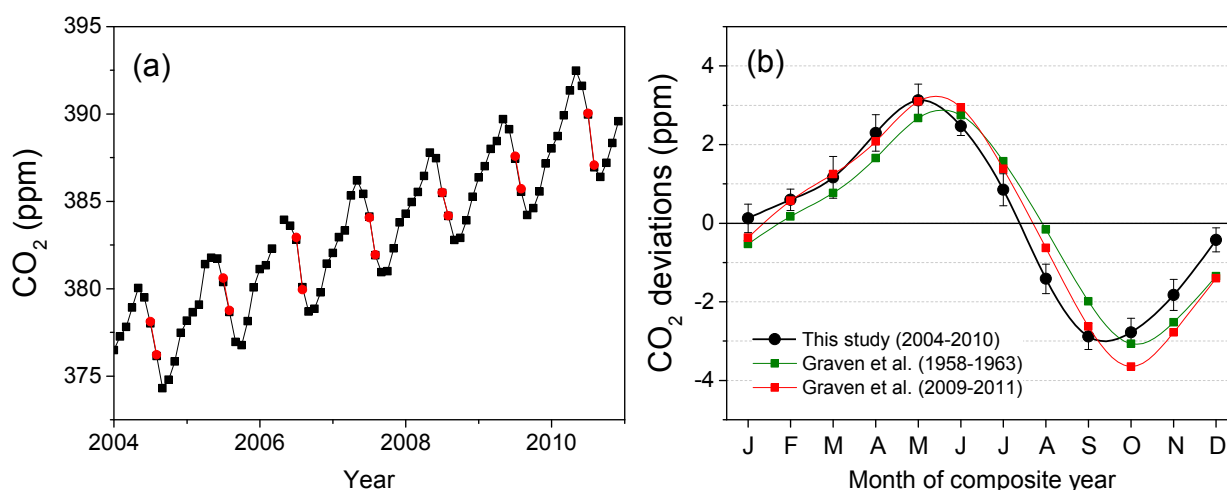 (a)
CO2 (ppm)
395
390
385
380
375
2004
2006
2008
2010
Year
(b)
CO2 deviations (ppm)
4
2
0
-2
-4
This study (2004-2010)
Graven et al. (1958-1963)
Graven et al. (2009-2011)
J F M A M J J A S O N D
Month of composite year